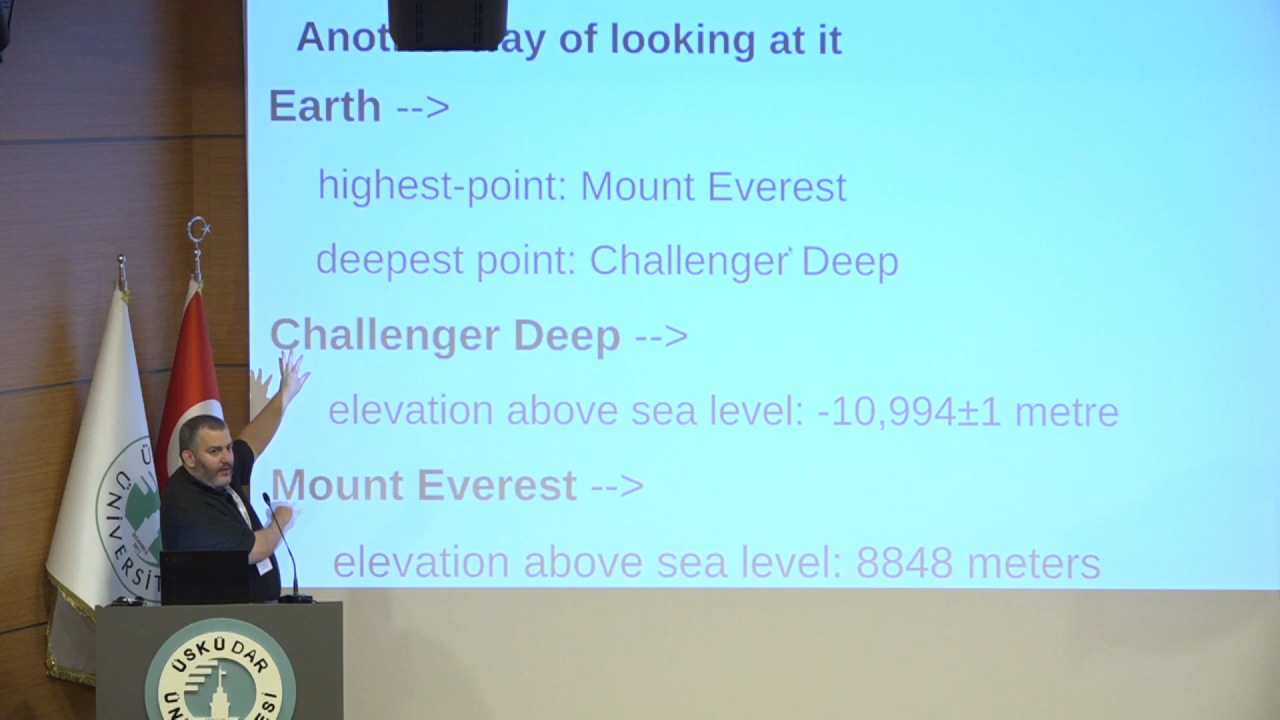 way of looking at it
Earth -->
highest-point: Mount Everest
deepest point: Challenger Deep
Challenger Deep -->
elevation above sea level: -10,994±1 metre
Mount Everest -->
elevation above sea level: 8848 meters
ÜSKÜDAR